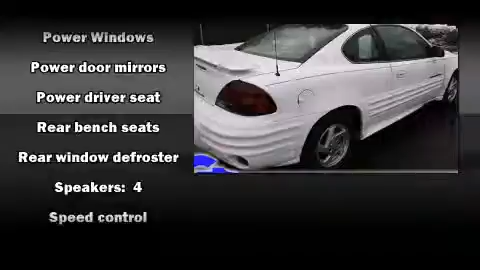 Power Windows
Power door mirrors
Power driver seat
Rear bench seats
Rear window defroster
Speakers: 4
Speed control